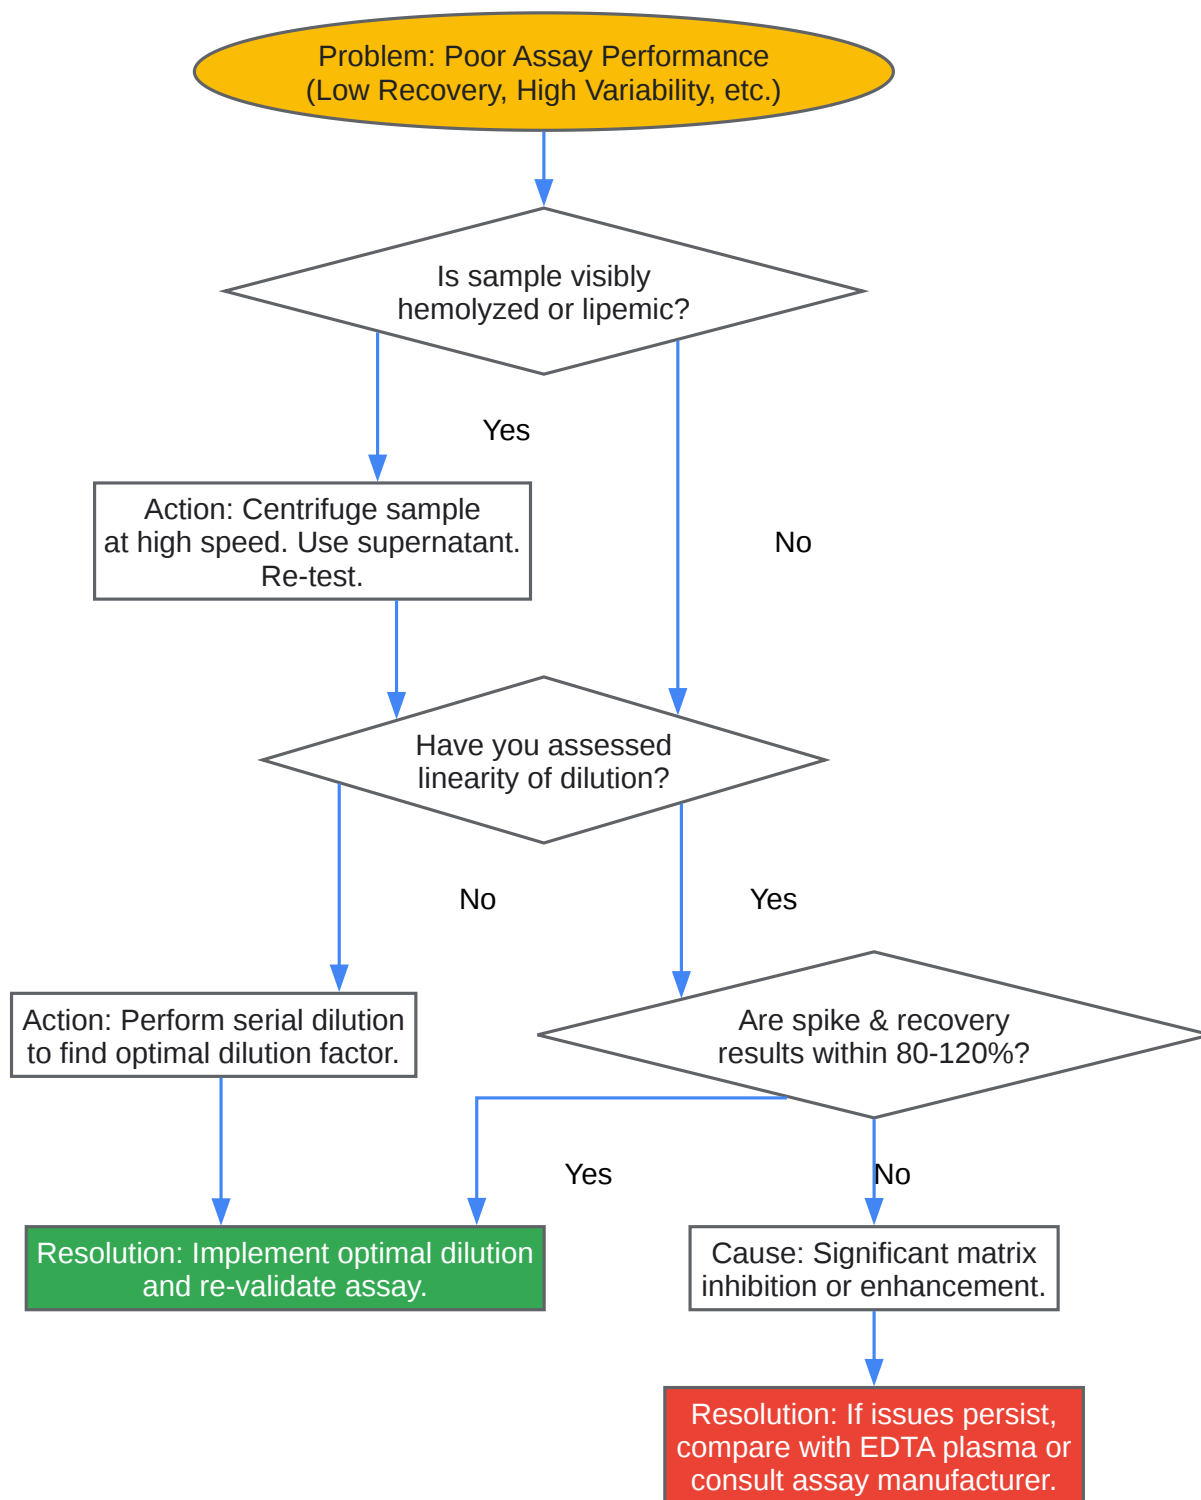 Problem: Poor Assay Performance
(Low Recovery, High Variability, etc.)
Is sample visibly
hemolyzed or lipemic?
Yes
Action: Centrifuge sample
at high speed. Use supernatant.
Re-test.
No
Have you assessed
linearity of dilution?
No
Yes
Action: Perform serial dilution
to find optimal dilution factor.
Are spike & recovery
results within 80-120%?
Yes
No
Resolution: Implement optimal dilution
and re-validate assay.
Cause: Significant matrix
inhibition or enhancement.
Resolution: If issues persist,
compare with EDTA plasma or
consult assay manufacturer.